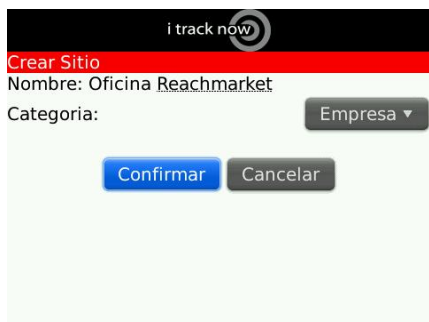 i track now
Crear Sitio
Nombre: Oficina Reachmarket
Categoria: Empresa
Confirmar Cancelar